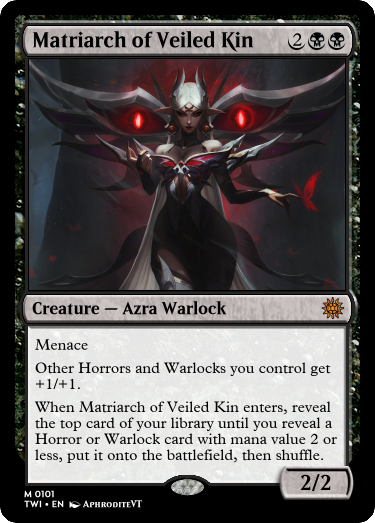 Matriarch of Veiled Kin 2
Creature — Azra Warlock
Menace
Other Horrors and Warlocks you control get
+1/+1.
When Matriarch of Veiled Kin enters, reveal
the top card of your library until you reveal a
Horror or Warlock card with mana value 2 or
less, put it onto the battlefield, then shuffle.
2/2
M 0101
TWI • EN AphroditeVT